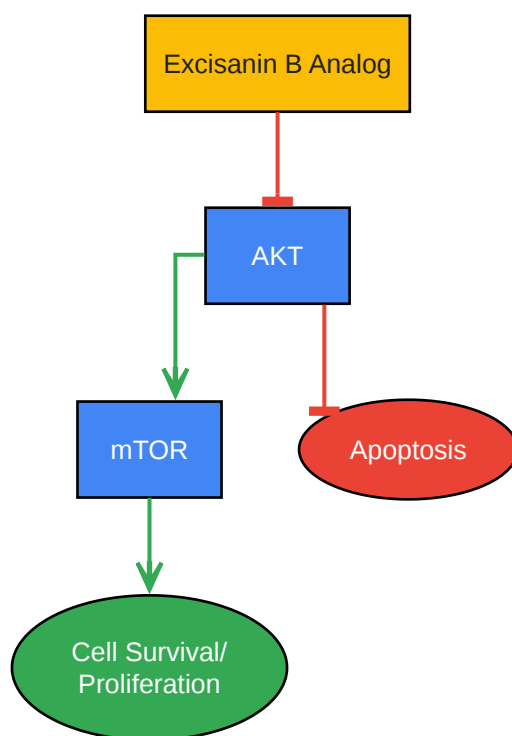 Excisanin B Analog
AKT
mTOR
Apoptosis
Cell Survival/
Proliferation